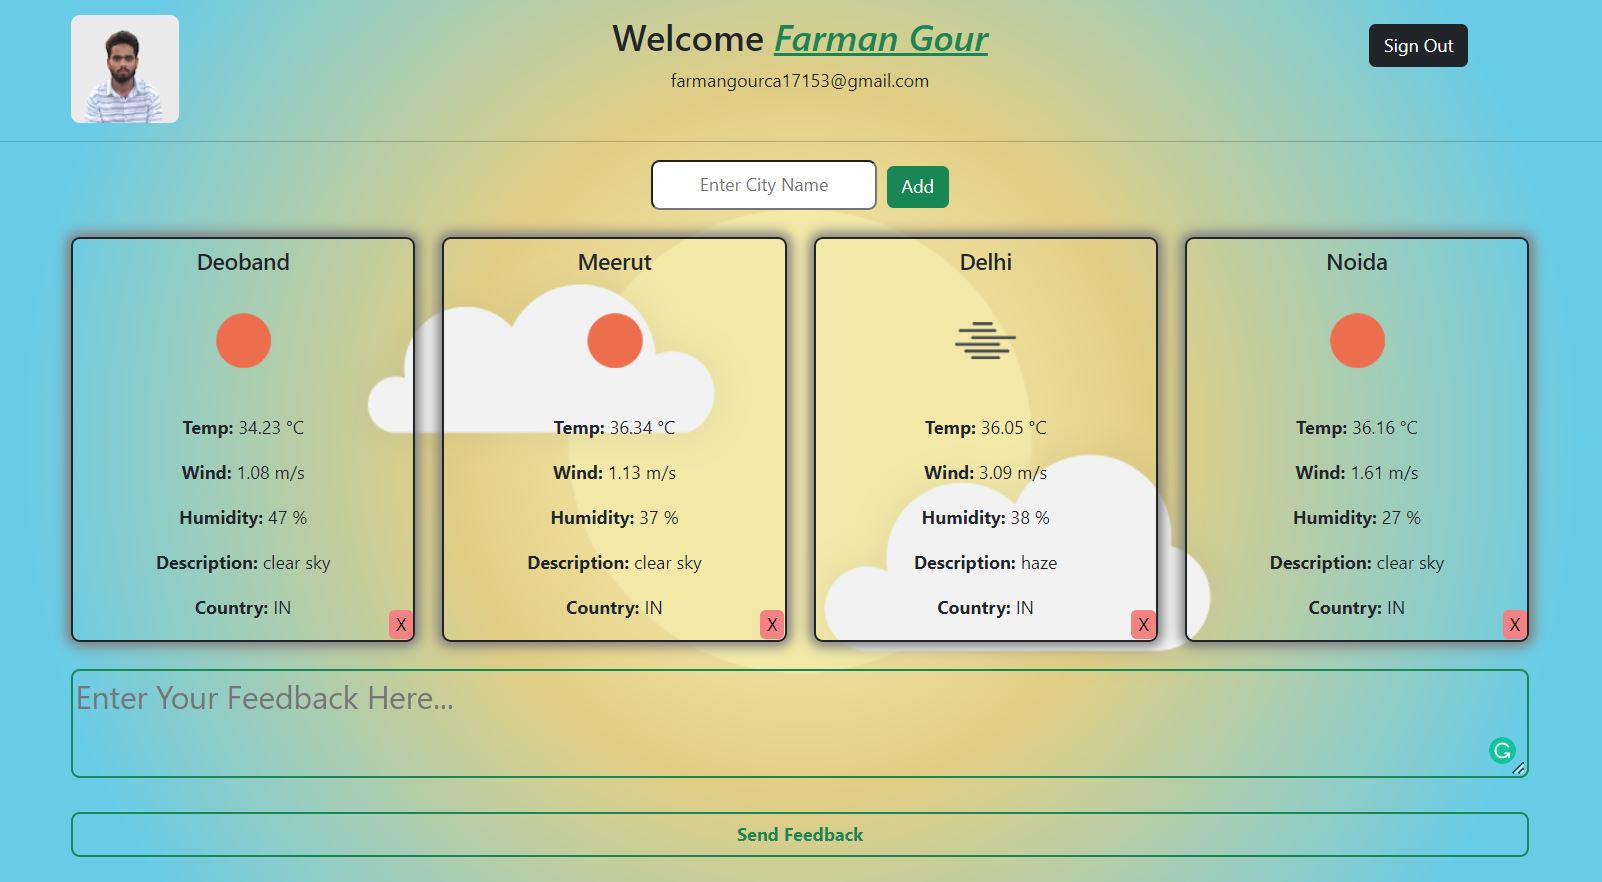 Welcome Farman Gour
farmangourca17153@gmail.com
Sign Out
Enter City Name
Add
Deoband
Temp: 34.23 °C
Wind: 1.08 m/s
Humidity: 47 %
Description: clear sky
Country: IN
X
Meerut
Temp: 36.34 °C
Wind: 1.13 m/s
Humidity: 37 %
Description: clear sky
Country: IN
X
Delhi
Temp: 36.05 °C
Wind: 3.09 m/s
Humidity: 38 %
Description: haze
Country: IN
X
Noida
Temp: 36.16 °C
Wind: 1.61 m/s
Humidity: 27 %
Description: clear sky
Country: IN
X
Enter Your Feedback Here...
Send Feedback